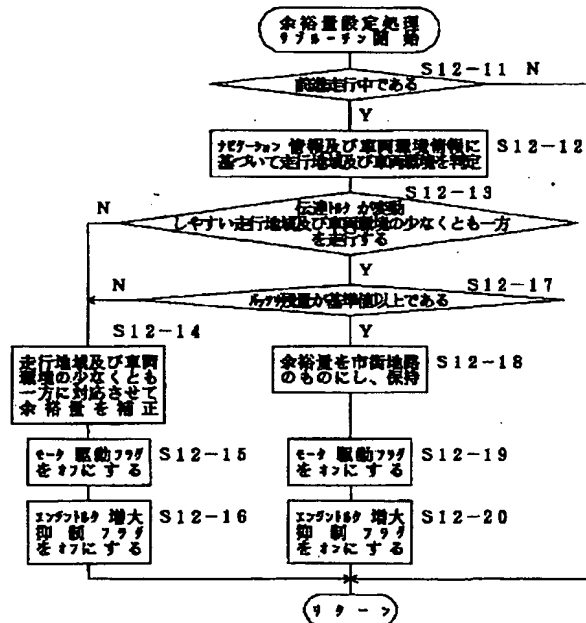 余裕量設定処理
サブルーチン 開始
S12-11 N
前進走行中である
Y
ナビゲーション 情報及び車両環境情報に
基づいて走行地域及び車両環境を判定
S12-12
S12-13
N
伝達トルク が変動
しやすい走行地域及び車両環境の少なくとも一方
を走行する
Y
N
S12-17
バッテリ残量が基準値以上である
Y
S12-14
走行地域及び車両
環境の少なくとも
一方に対応させて
余裕量を補正
余裕量を市街地路
のものにし、保持
S12-18
モータ 駆動フラグ
をオフにする
S12-15
モータ 駆動フラグ
をオンにする
S12-19
エンジントルク 増大
抑制フラグ
をオフにする
S12-16
エンジントルク 増大
抑制フラグ
をオンにする
S12-20
リターン